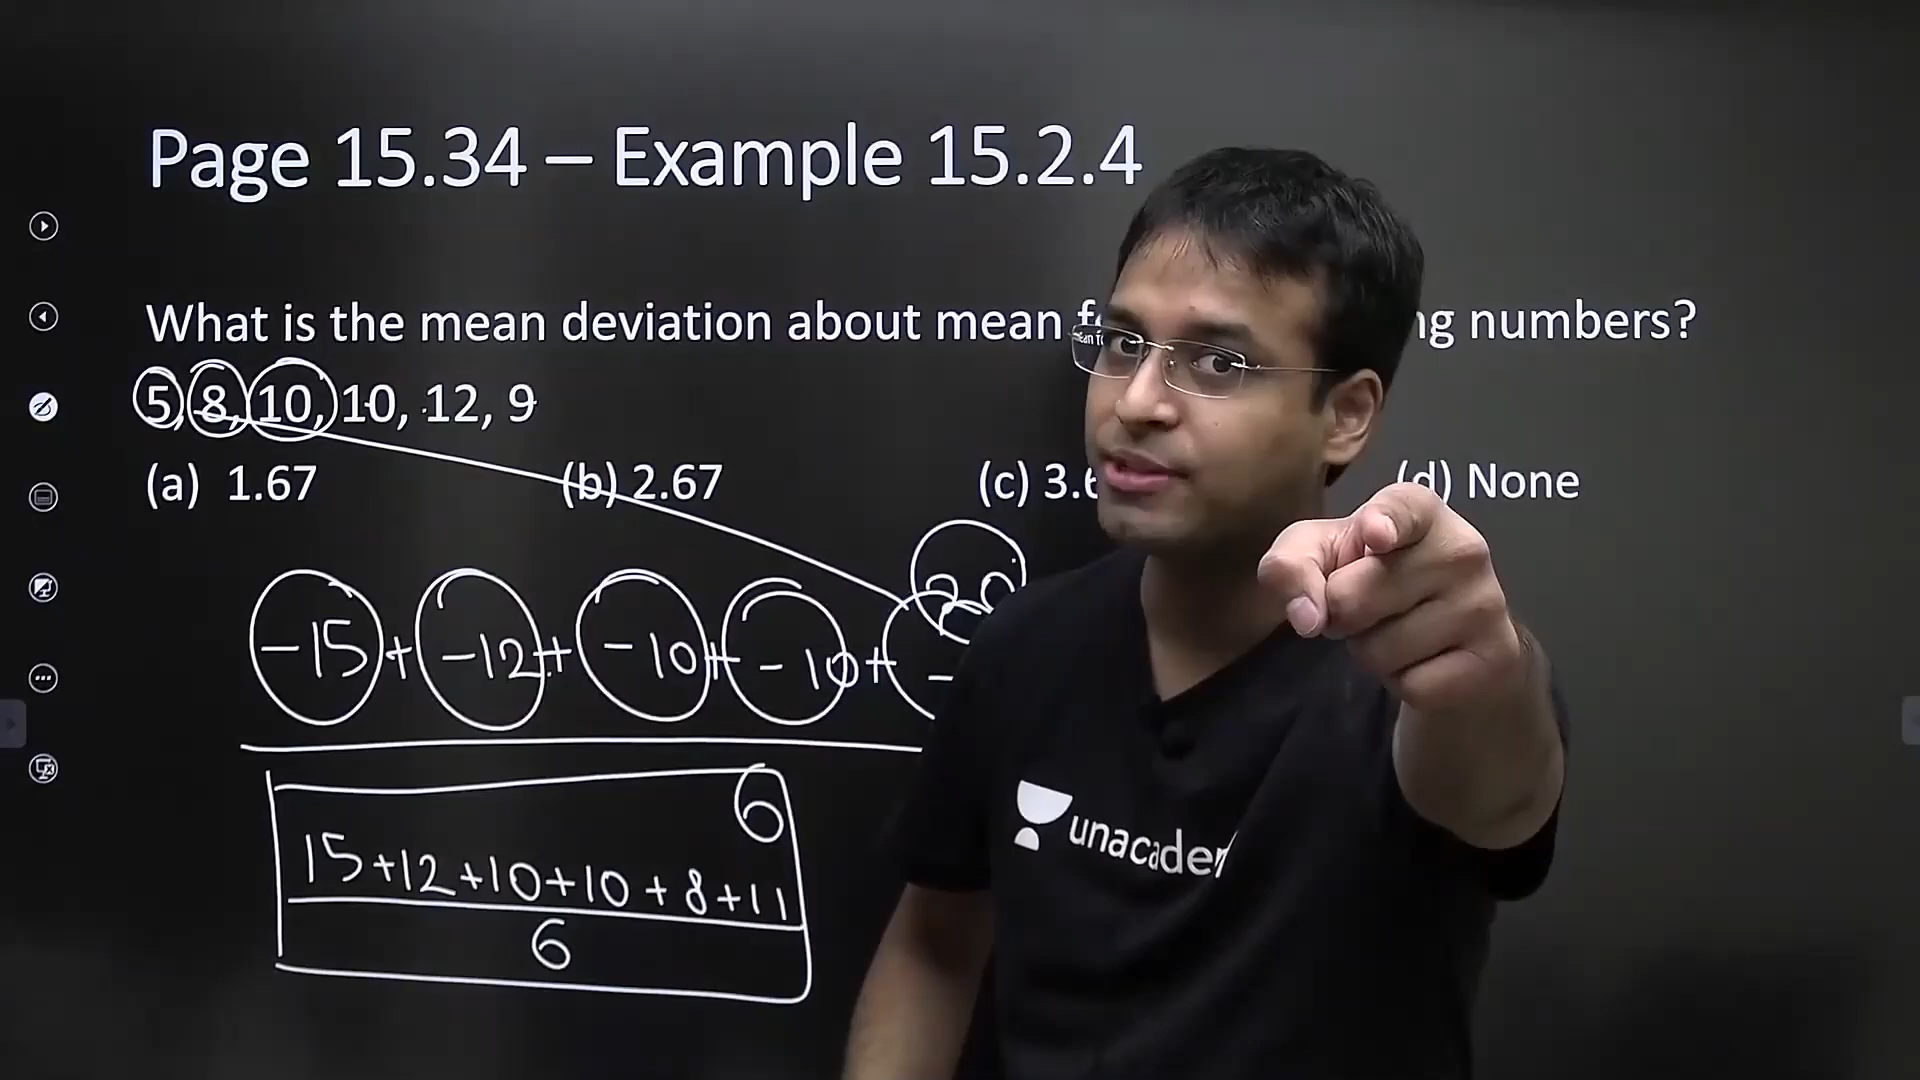 Page 15.34 – Example 15.2.4
What is the mean deviation about mean ng numbers?
5, 8, 10, 10, 12, 9
(a) 1.67 (b) 2.67 (c) 3.6 (d) None
-15 + -12 + -10 + -10 + -
6
15+12+10+10+8+11
6
unacadem